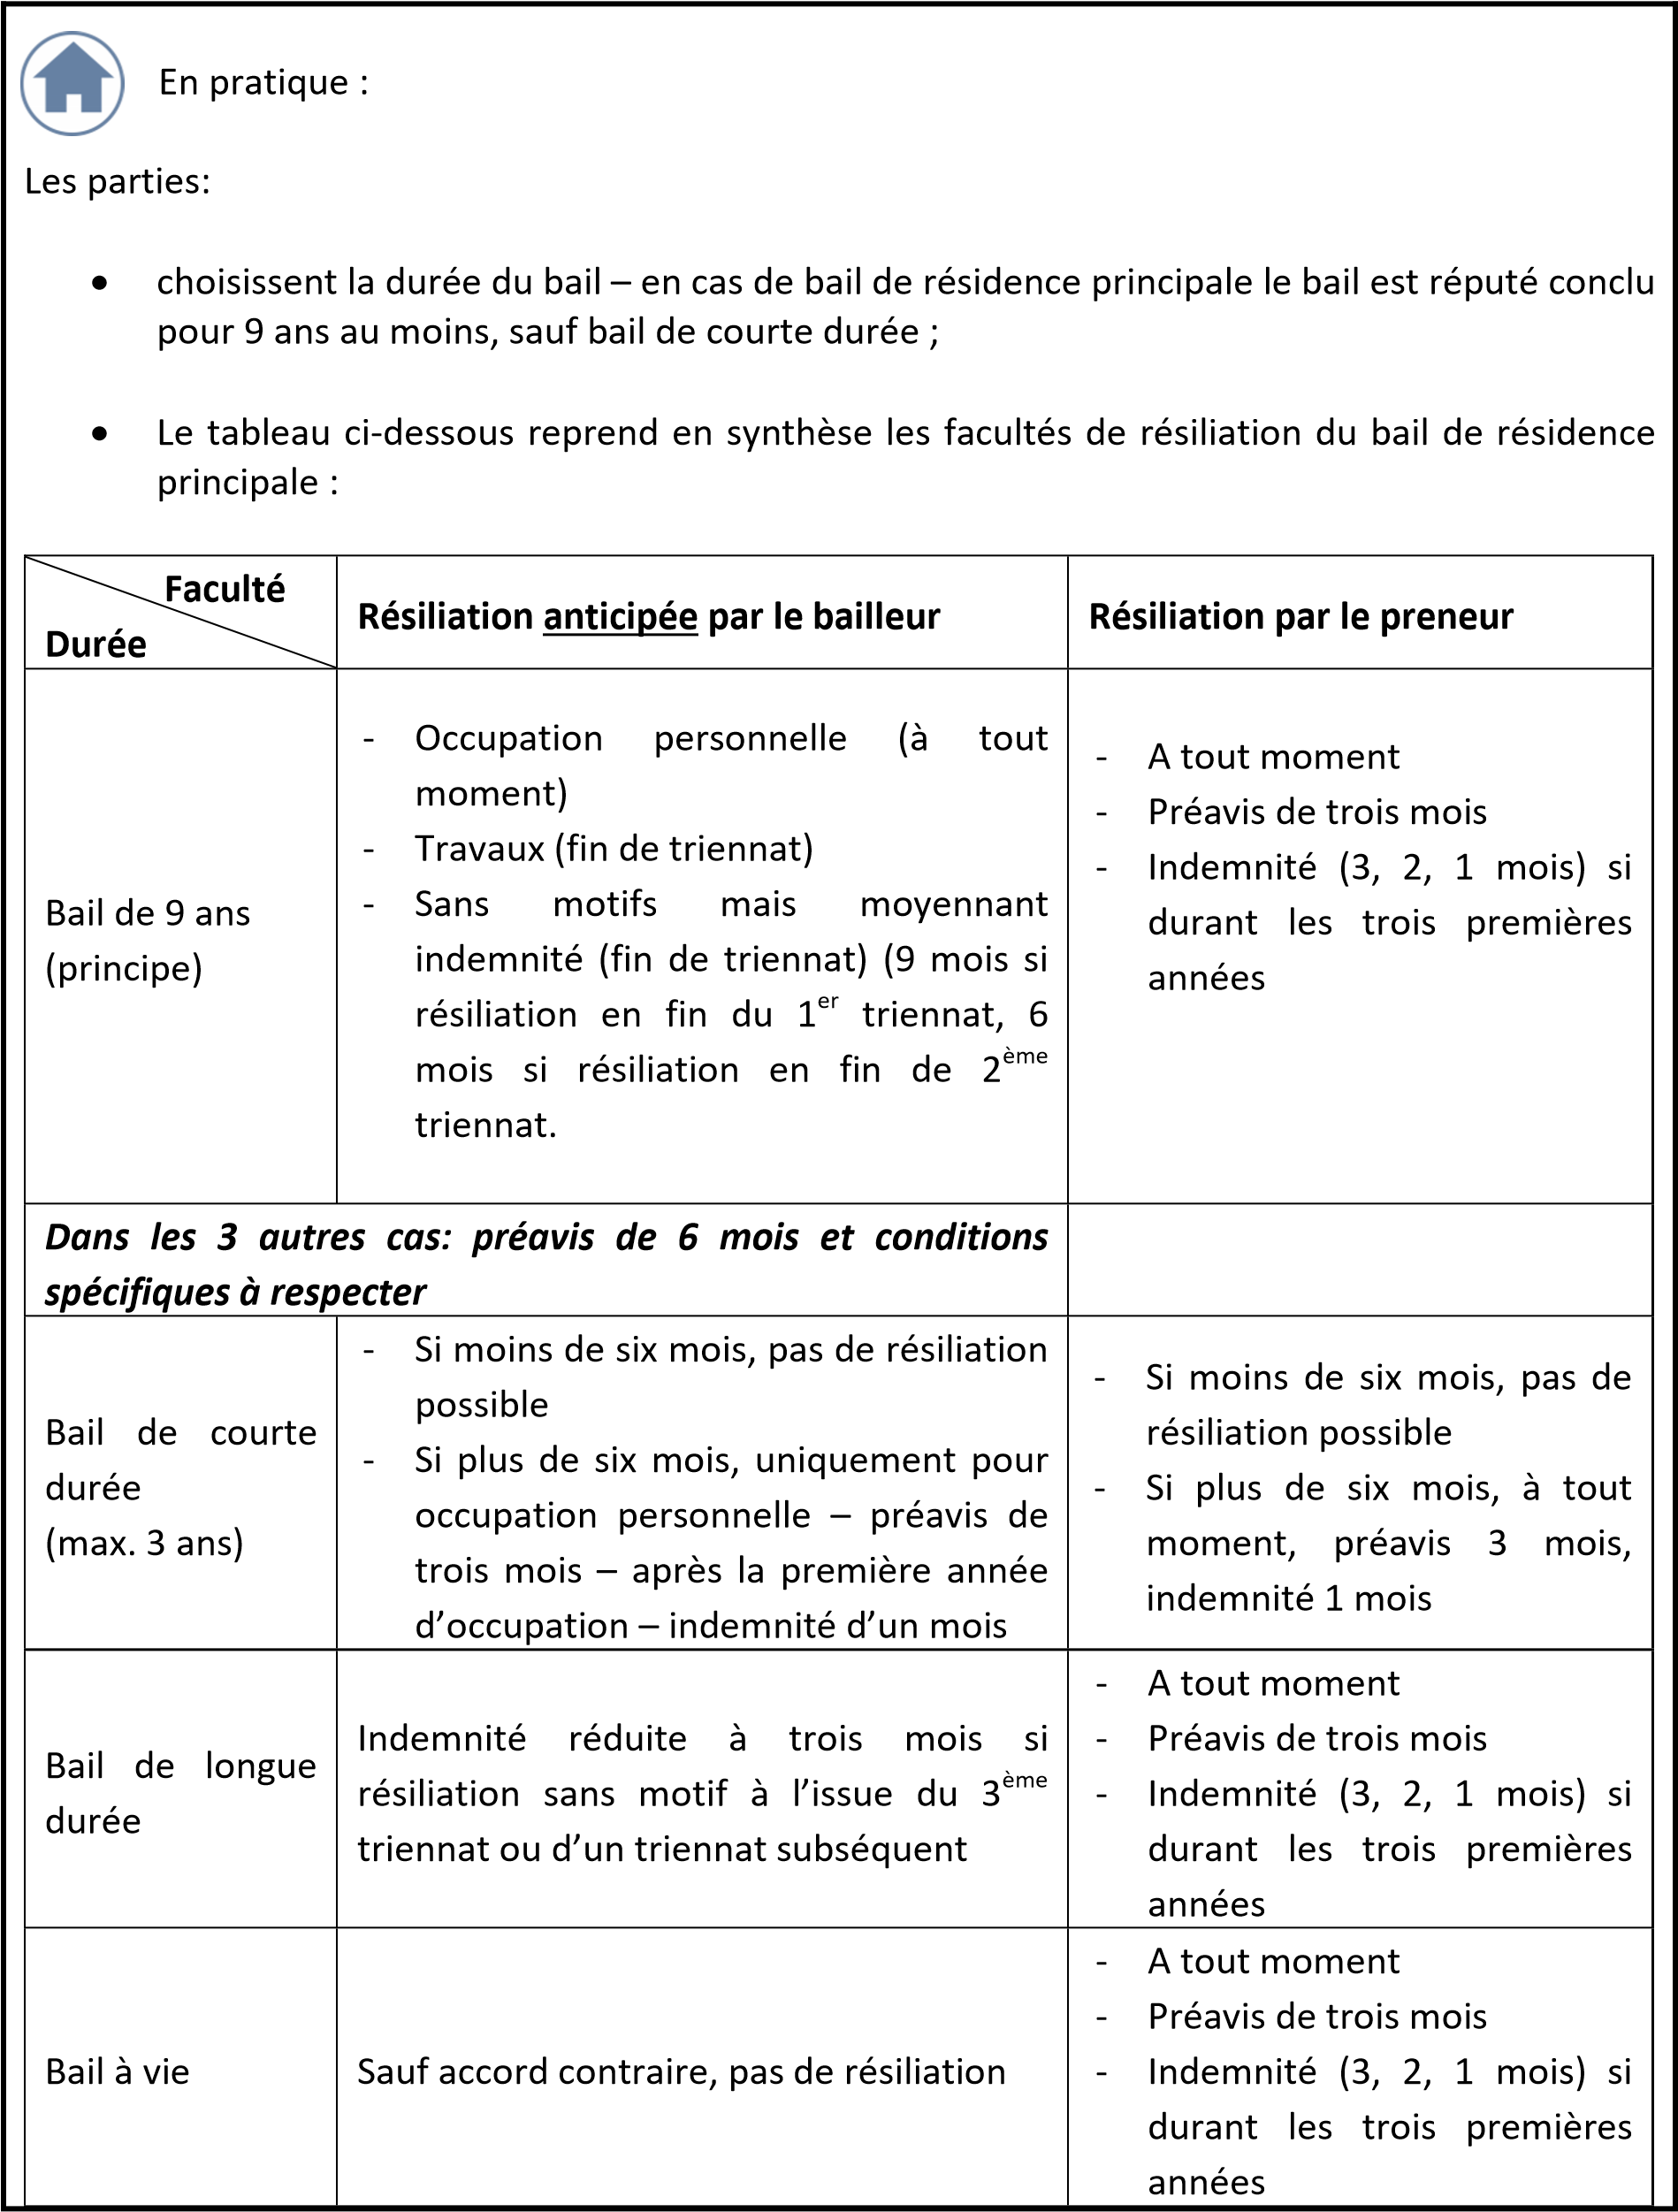 En pratique :
Les parties:
• choisissent la durée du bail – en cas de bail de résidence principale le bail est réputé conclu
pour 9 ans au moins, sauf bail de courte durée ;
• Le tableau ci-dessous reprend en synthèse les facultés de résiliation du bail de résidence
principale :
Faculté
Durée
Résiliation anticipée par le bailleur
Résiliation par le preneur
Bail de 9 ans
(principe)
- Occupation personnelle (à tout
moment)
- Travaux (fin de triennat)
- Sans motifs mais moyennant
indemnité (fin de triennat) (9 mois si
résiliation en fin du 1er triennat, 6
mois si résiliation en fin de 2ème
triennat.
- A tout moment
- Préavis de trois mois
- Indemnité (3, 2, 1 mois) si
durant les trois premières
années
Dans les 3 autres cas: préavis de 6 mois et conditions
spécifiques à respecter
Bail de courte
durée
(max. 3 ans)
- Si moins de six mois, pas de résiliation
possible
- Si plus de six mois, uniquement pour
occupation personnelle – préavis de
trois mois – après la première année
d’occupation – indemnité d’un mois
- Si moins de six mois, pas de
résiliation possible
- Si plus de six mois, à tout
moment, préavis 3 mois,
indemnité 1 mois
Bail de longue
durée
Indemnité réduite à trois mois si
résiliation sans motif à l’issue du 3ème
triennat ou d’un triennat subséquent
- A tout moment
- Préavis de trois mois
- Indemnité (3, 2, 1 mois) si
durant les trois premières
années
Bail à vie
Sauf accord contraire, pas de résiliation
- A tout moment
- Préavis de trois mois
- Indemnité (3, 2, 1 mois) si
durant les trois premières
années